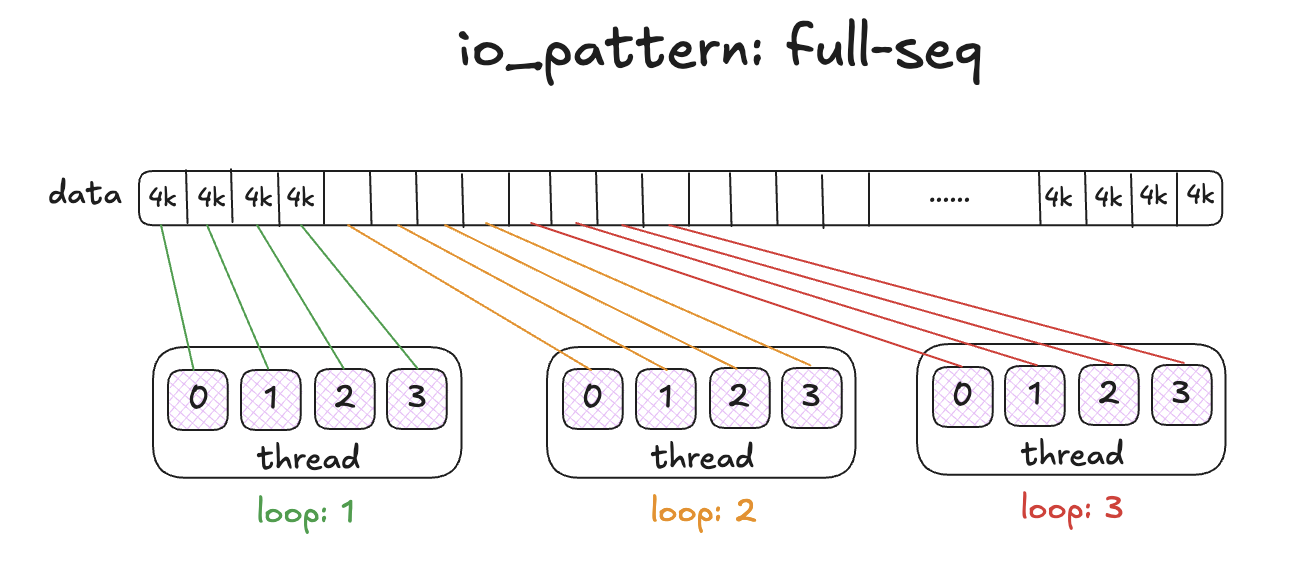 io_pattern: full-seq
data 4k 4k 4k 4k ...... 4k 4k 4k 4k
0 1 2 3 0 1 2 3 0 1 2 3
thread thread thread
loop: 1 loop: 2 loop: 3